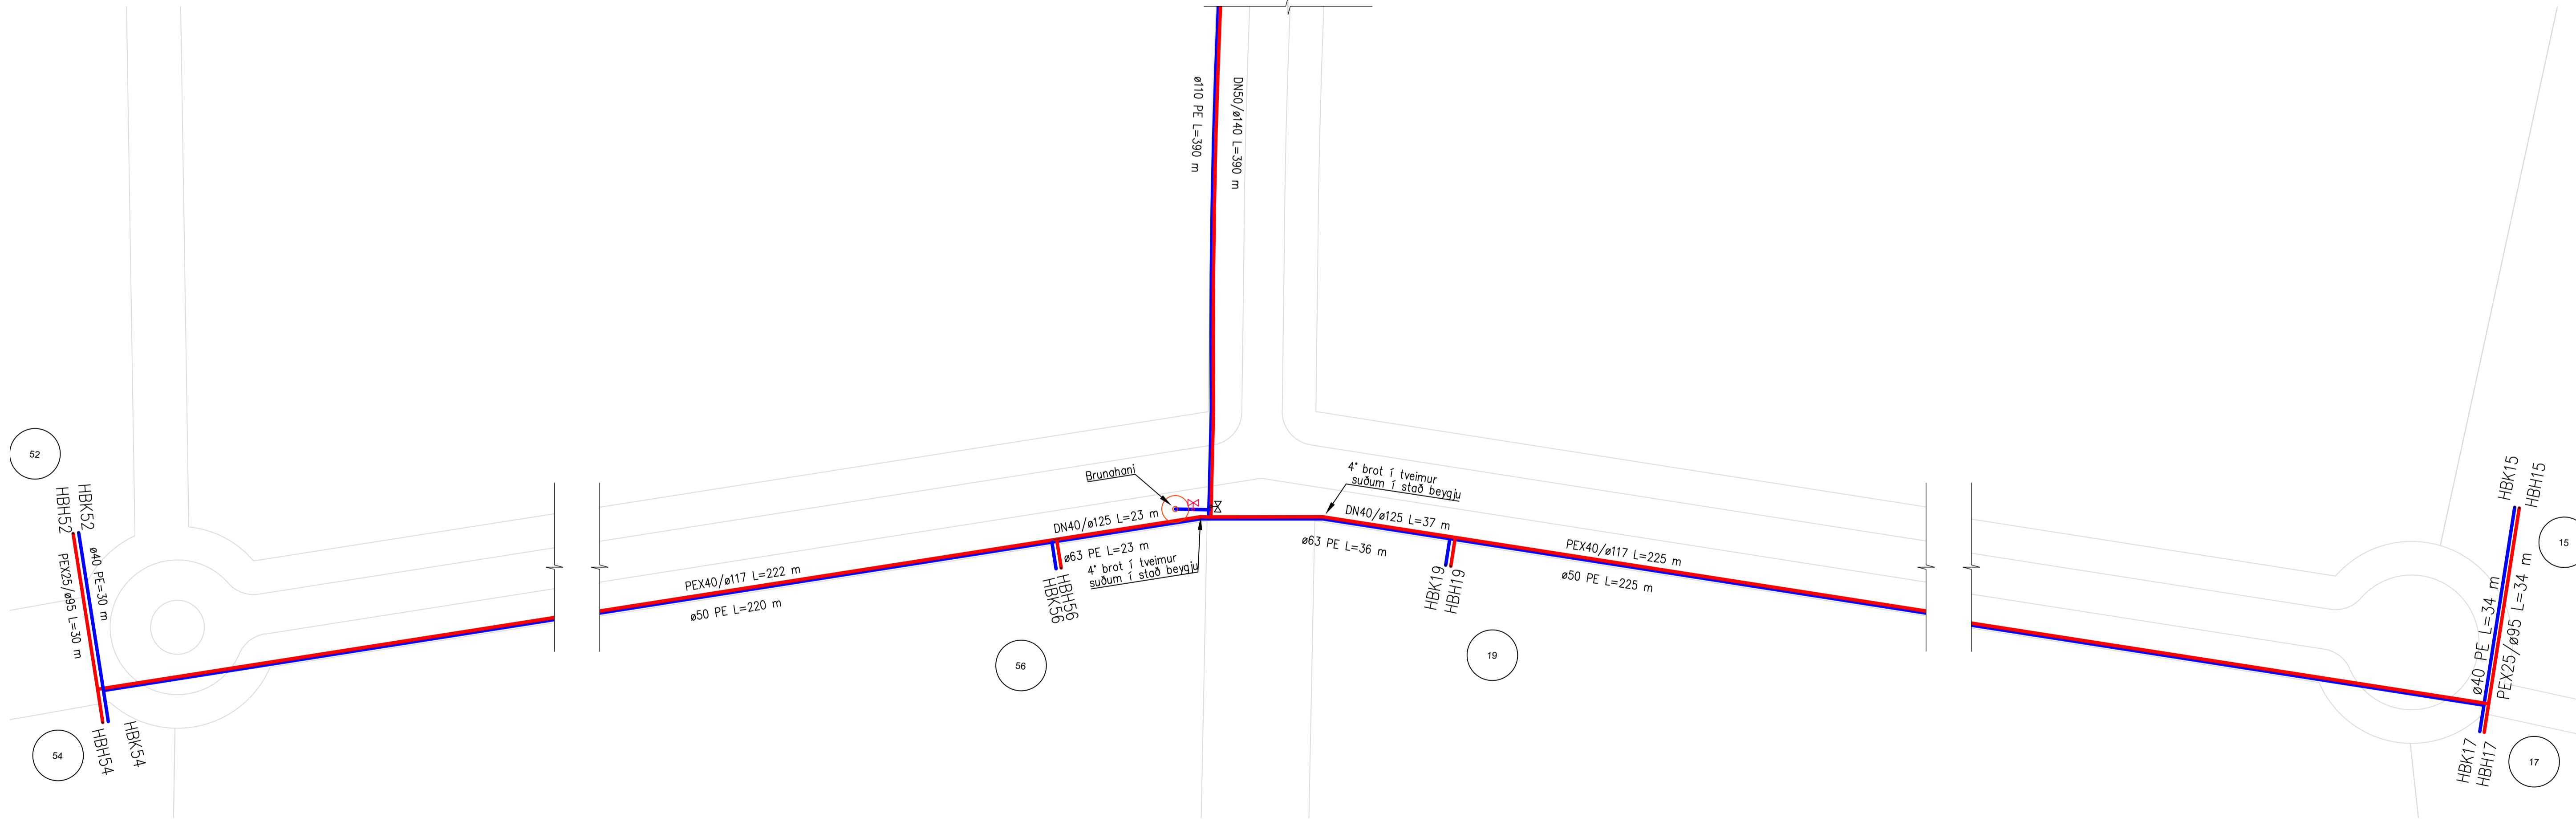 ø110 PE L=390 m
DN50/ø140 L=390 m
52
HBH52
HBK52
PEX25/ø95 L=30 m
ø40 PE=30 m
54
HBH54
HBK54
PEX40/ø117 L=222 m
ø50 PE L=220 m
Brunahani
DN40/ø125 L=23 m
ø63 PE L=23 m
4° brot í tveimur
suðum í stað beygju
HBK56
HBH56
56
4° brot í tveimur
suðum í stað beygju
DN40/ø125 L=37 m
ø63 PE L=36 m
HBK19
HBH19
19
PEX40/ø117 L=225 m
ø50 PE L=225 m
HBK15
HBH15
15
ø40 PE L=34 m
PEX25/ø95 L=34 m
HBK17
HBH17
17